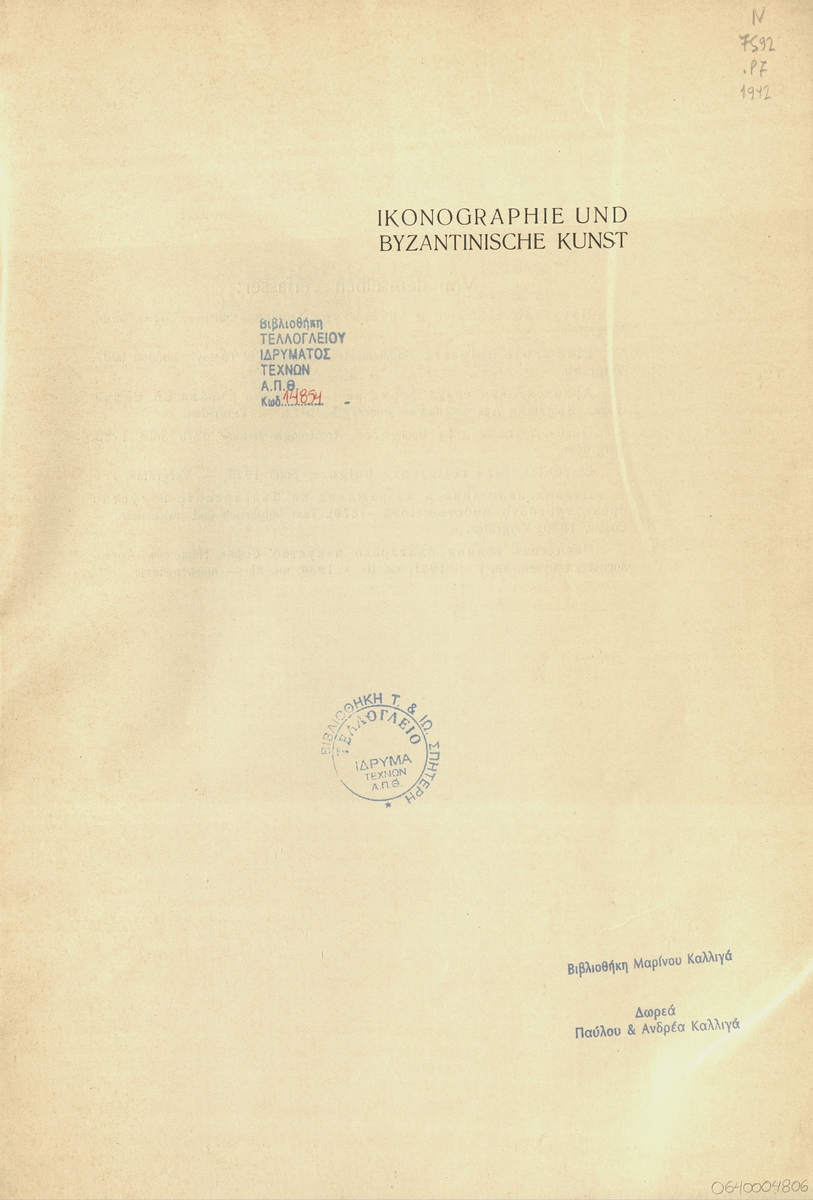 N
7592
.P7
1942
IKONOGRAPHIE UND
BYZANTINISCHE KUNST
Βιβλιοθήκη
ΤΕΛΛΟΓΛΕΙΟΥ
ΙΔΡΥΜΑΤΟΣ
ΤΕΧΝΩΝ
Α.Π.Θ.
Κωδ. 14854
ΒΙΒΛΙΟΘΗΚΗ Τ. & ΙΩ. ΣΠΗΤΕΡΗ
ΤΕΛΛΟΓΛΕΙΟ
ΙΔΡΥΜΑ
ΤΕΧΝΩΝ
Α.Π.Θ.
Βιβλιοθήκη Μαρίνου Καλλιγά
Δωρεά
Παύλου & Ανδρέα Καλλιγά
0640004806